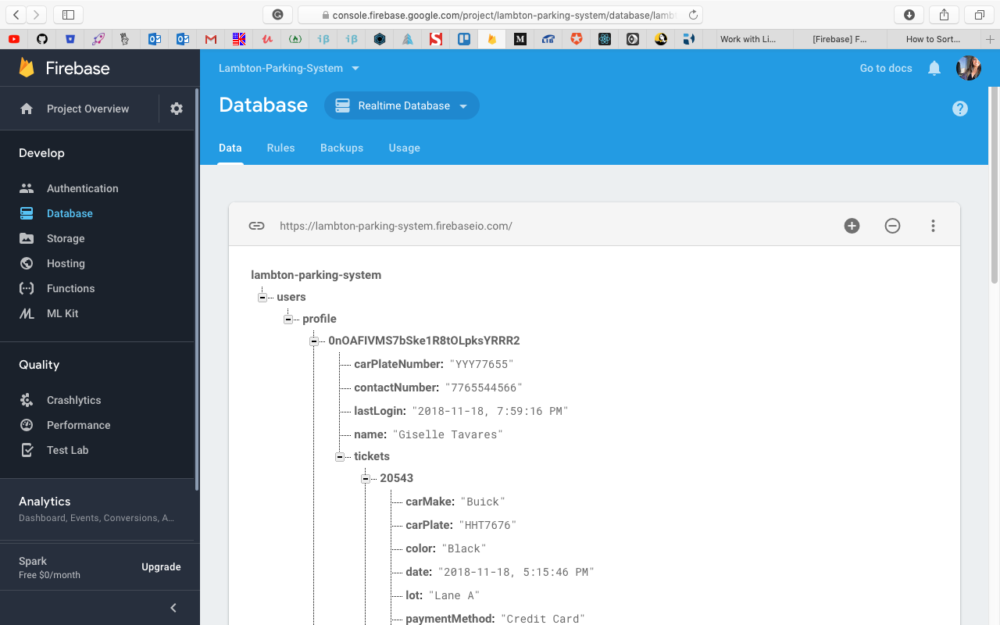 console.firebase.google.com/project/lambton-parking-system/database/lamb
Work with Li...
[Firebase] F...
How to Sort...
Firebase
Lambton-Parking-System
Go to docs
Project Overview
Database
Realtime Database
Data
Rules
Backups
Usage
Develop
Authentication
Database
Storage
Hosting
Functions
ML Kit
Quality
Crashlytics
Performance
Test Lab
Analytics
Dashboard, Events, Conversions, A...
Spark
Free $0/month
Upgrade
https://lambton-parking-system.firebaseio.com/
lambton-parking-system
users
profile
0nOAFIVMS7bSke1R8tOLpksYRRR2
carPlateNumber: "YYY77655"
contactNumber: "7765544566"
lastLogin: "2018-11-18, 7:59:16 PM"
name: "Giselle Tavares"
tickets
20543
carMake: "Buick"
carPlate: "HHT7676"
color: "Black"
date: "2018-11-18, 5:15:46 PM"
lot: "Lane A"
paymentMethod: "Credit Card"